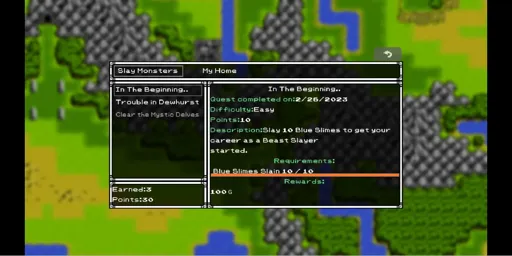 Slay Monsters My Home
In The Beginning..
Trouble in Dewhurst
Clear the Mystic Delves
Earned:3
Points:30
In The Beginning..
Quest completed on:2/26/2023
Difficulty:Easy
Points:10
Description:Slay 10 Blue Slimes to get your
career as a Beast Slayer
started.
Requirements:
Blue Slimes Slain 10 / 10
Rewards:
100G